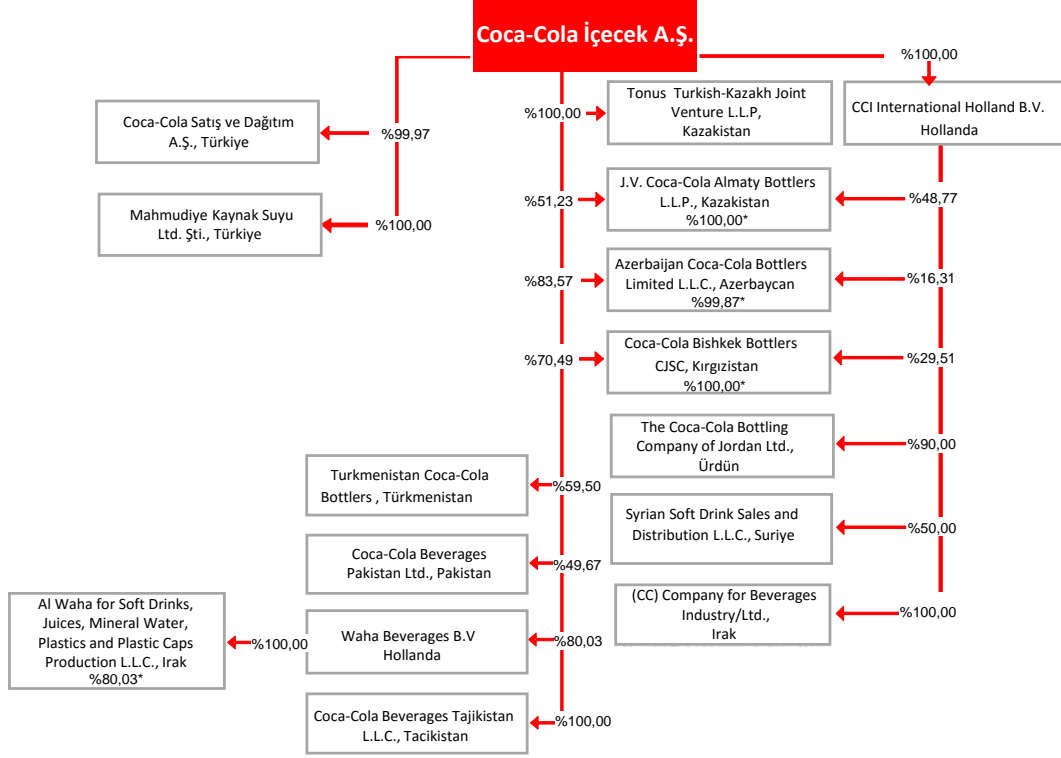 Coca-Cola İçecek A.Ş.
%100,00
Coca-Cola Satış ve Dağıtım
A.Ş., Türkiye
%99,97
%100,00
Tonus Turkish-Kazakh Joint
Venture L.L.P,
Kazakistan
CCI International Holland B.V.
Hollanda
Mahmudiye Kaynak Suyu
Ltd. Şti., Türkiye
%100,00
%51,23
J.V. Coca-Cola Almaty Bottlers
L.L.P., Kazakistan
%100,00*
%48,77
%83,57
Azerbaijan Coca-Cola Bottlers
Limited L.L.C., Azerbaycan
%99,87*
%16,31
%70,49
Coca-Cola Bishkek Bottlers
CJSC, Kırgızistan
%100,00*
%29,51
The Coca-Cola Bottling
Company of Jordan Ltd.,
Ürdün
%90,00
Turkmenistan Coca-Cola
Bottlers , Türkmenistan
%59,50
Syrian Soft Drink Sales and
Distribution L.L.C., Suriye
%50,00
Coca-Cola Beverages
Pakistan Ltd., Pakistan
%49,67
(CC) Company for Beverages
Industry/Ltd.,
Irak
%100,00
Al Waha for Soft Drinks,
Juices, Mineral Water,
Plastics and Plastic Caps
Production L.L.C., Irak
%80,03*
%100,00
Waha Beverages B.V
Hollanda
%80,03
Coca-Cola Beverages Tajikistan
L.L.C., Tacikistan
%100,00